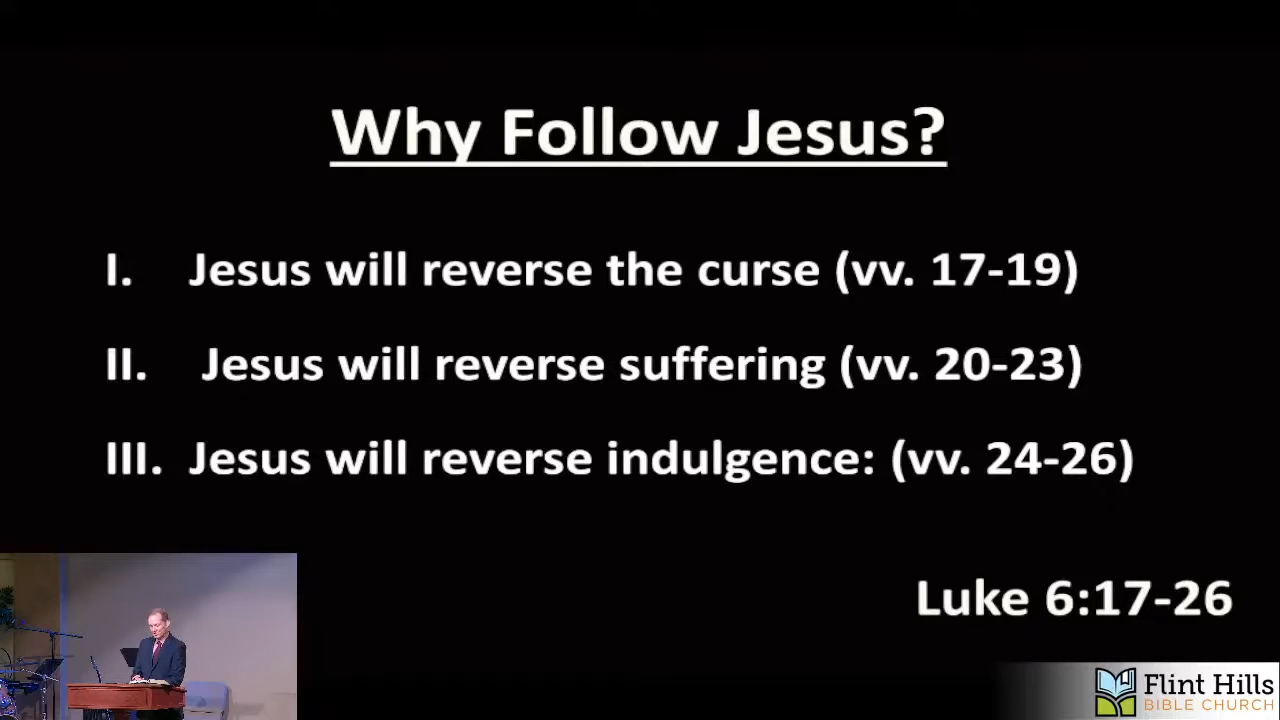 Why Follow Jesus?
I. Jesus will reverse the curse (vv. 17-19)
II. Jesus will reverse suffering (vv. 20-23)
III. Jesus will reverse indulgence: (vv. 24-26)
Luke 6:17-26
Flint Hills
BIBLE CHURCH